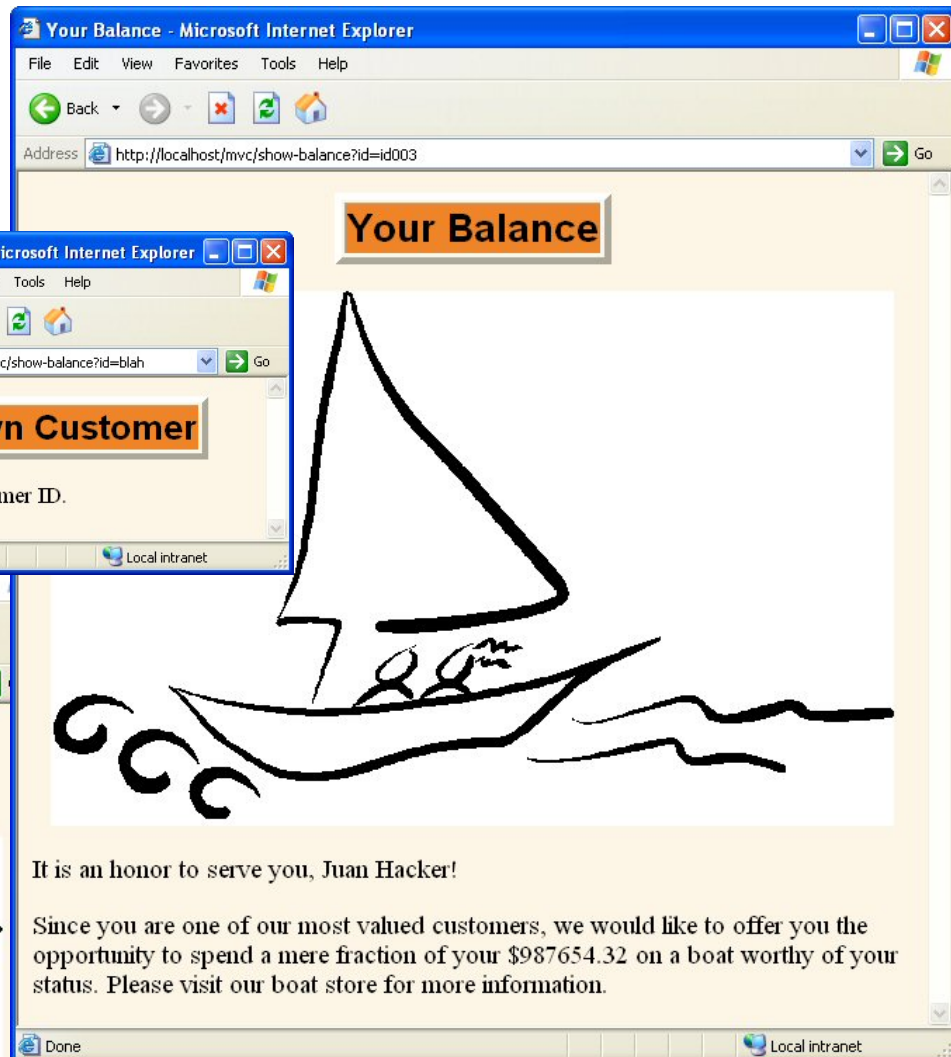 Your Balance - Microsoft Internet Explorer
File Edit View Favorites Tools Help
Back
Address http://localhost/mvc/show-balance?id=id003 Go
Your Balance
Internet Explorer
Tools Help
/show-balance?id=blah Go
Customer
ID.
Local intranet
It is an honor to serve you, Juan Hacker!
Since you are one of our most valued customers, we would like to offer you the
opportunity to spend a mere fraction of your $987654.32 on a boat worthy of your
status. Please visit our boat store for more information.
Done Local intranet